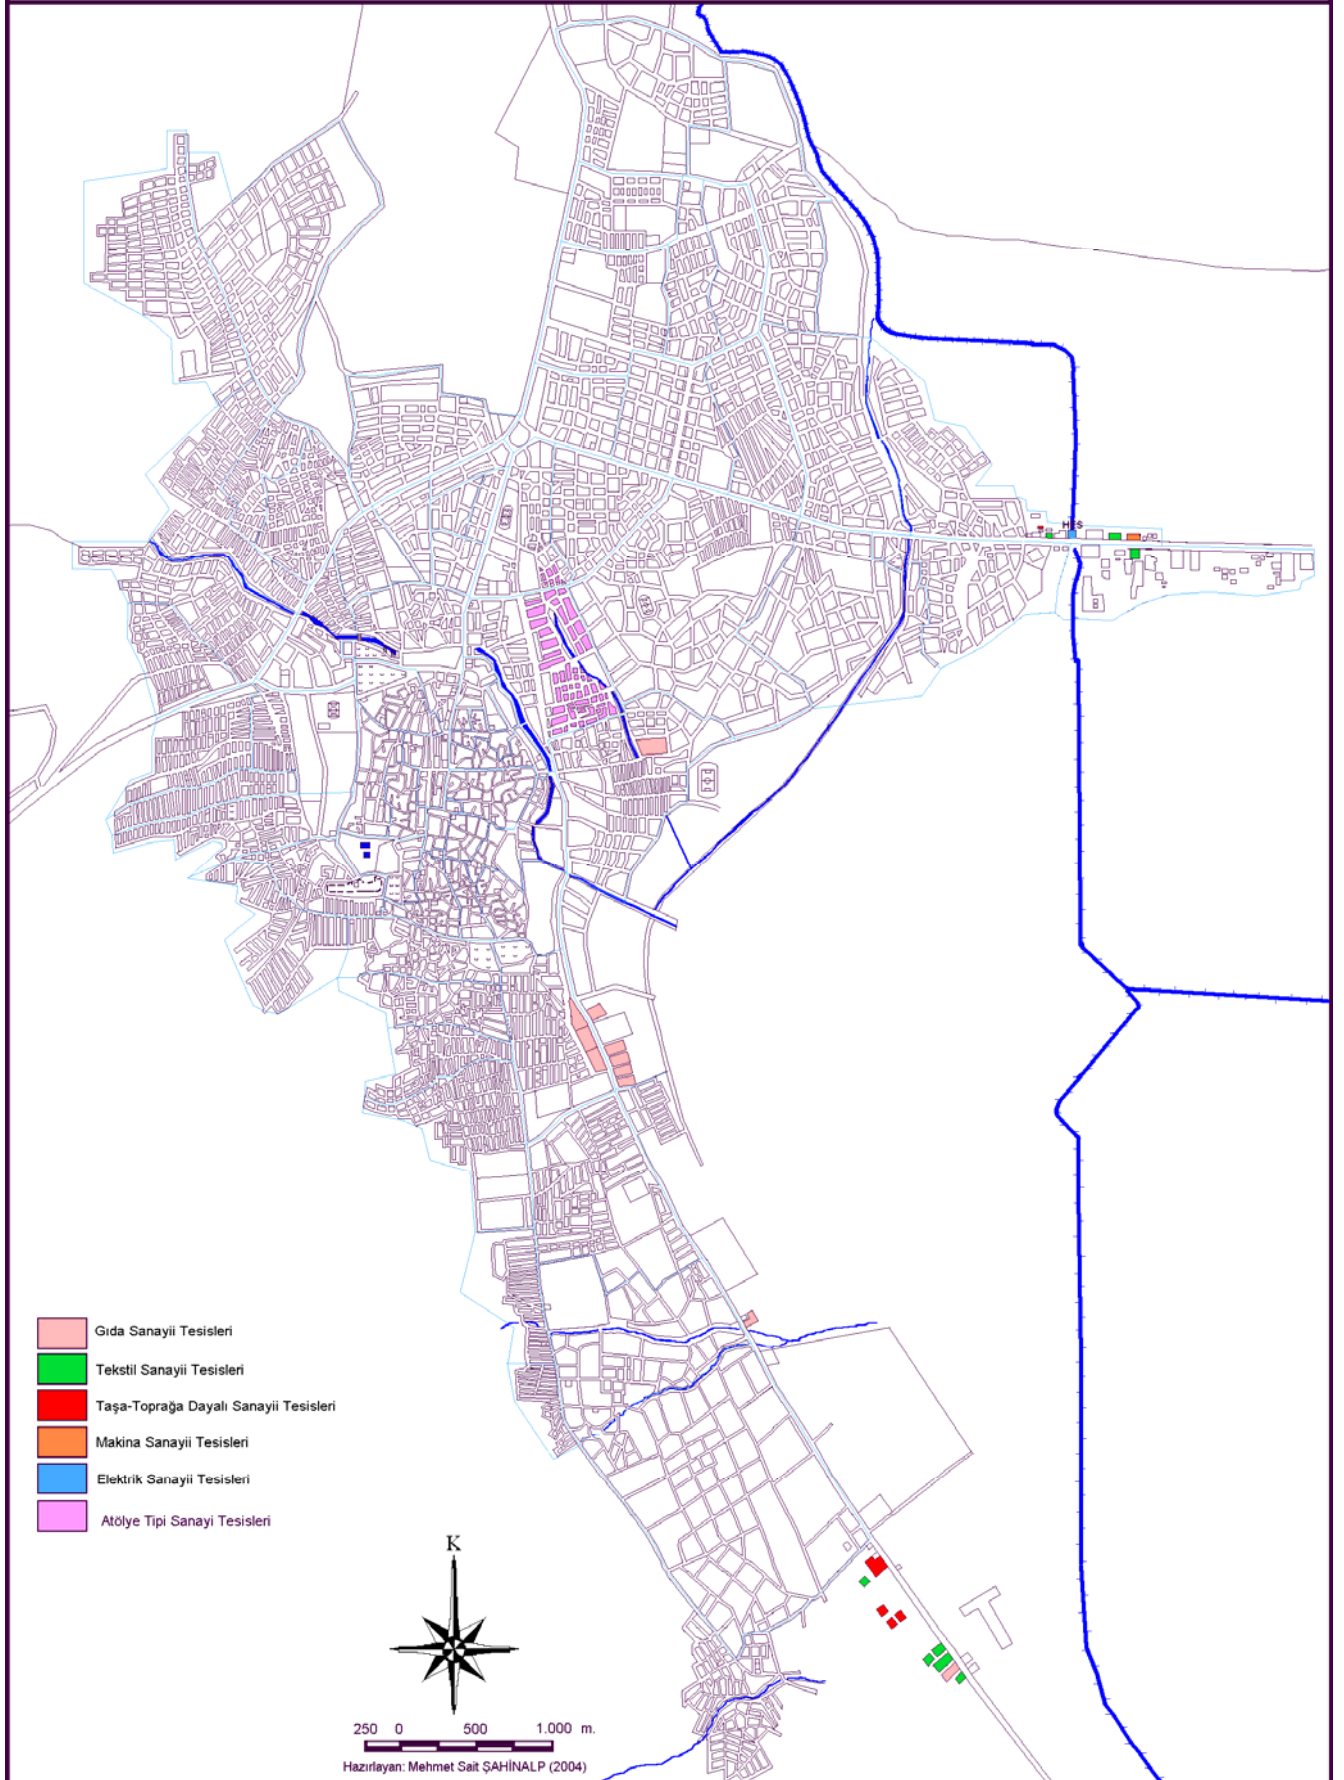 HES
Gıda Sanayii Tesisleri
Tekstil Sanayii Tesisleri
Taşa-Toprağa Dayalı Sanayii Tesisleri
Makina Sanayii Tesisleri
Elektrik Sanayii Tesisleri
Atölye Tipi Sanayi Tesisleri
K
250 0 500 1.000 m.
Hazırlayan: Mehmet Sait ŞAHİNALP (2004)